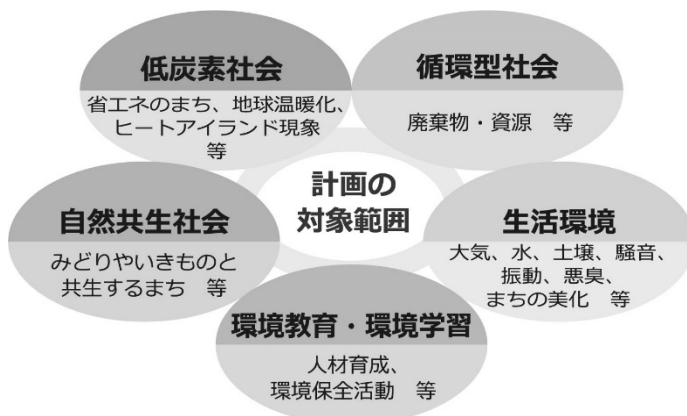 低炭素社会
省エネのまち、地球温暖化、
ヒートアイランド現象
等
循環型社会
廃棄物・資源　等
計画の
対象範囲
自然共生社会
みどりやいきものと
共生するまち　等
生活環境
大気、水、土壌、騒音、
振動、悪臭、
まちの美化　等
環境教育・環境学習
人材育成、
環境保全活動　等